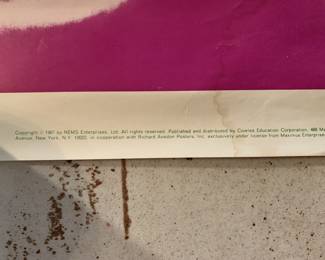 Copyright © 1967 by NEMS Enterprises, Ltd. All rights reserved. Published and distributed by Cowles Education Corporation, 488 M
Avenue, New York, N.Y. 10022, in cooperation with Richard Avedon Posters, Inc. exclusively under license from Maximus Enterprise